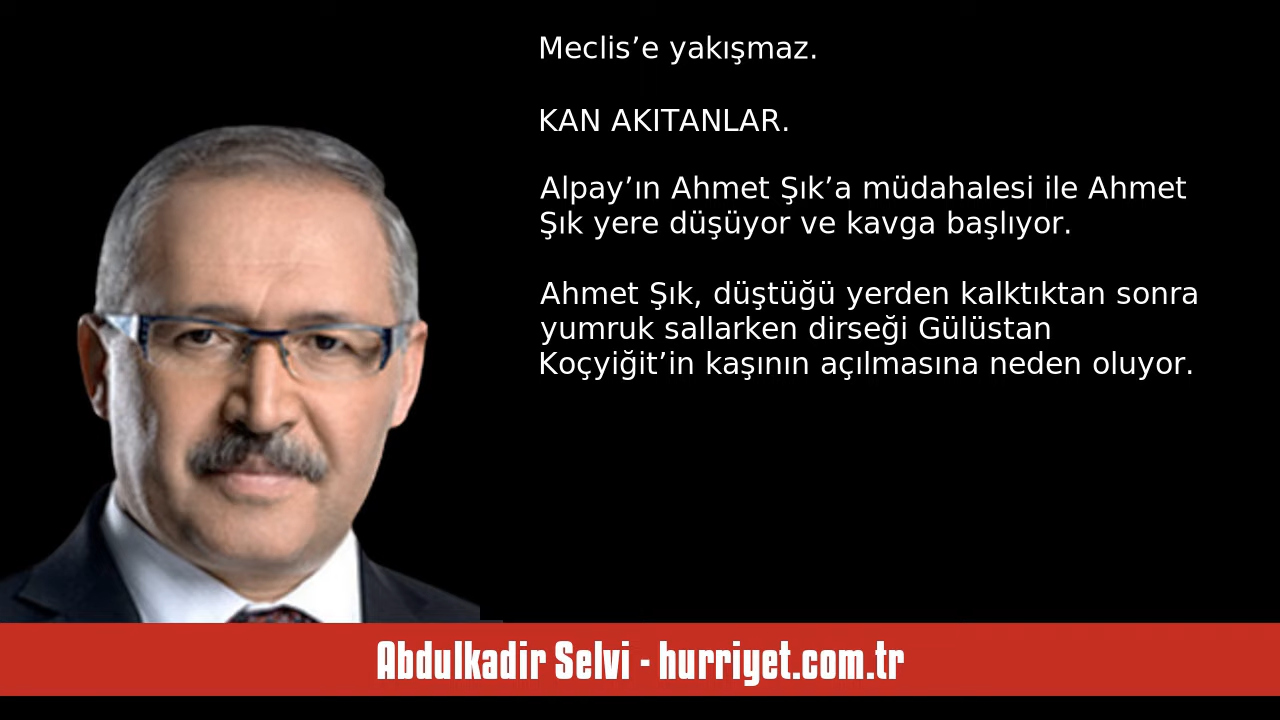 Meclis’e yakışmaz.
KAN AKITANLAR.
Alpay’ın Ahmet Şık’a müdahalesi ile Ahmet
Şık yere düşüyor ve kavga başlıyor.
Ahmet Şık, düştüğü yerden kalktıktan sonra
yumruk sallarken dirseği Gülüstan
Koçyiğit’in kaşının açılmasına neden oluyor.
Abdulkadir Selvi - hurriyet.com.tr